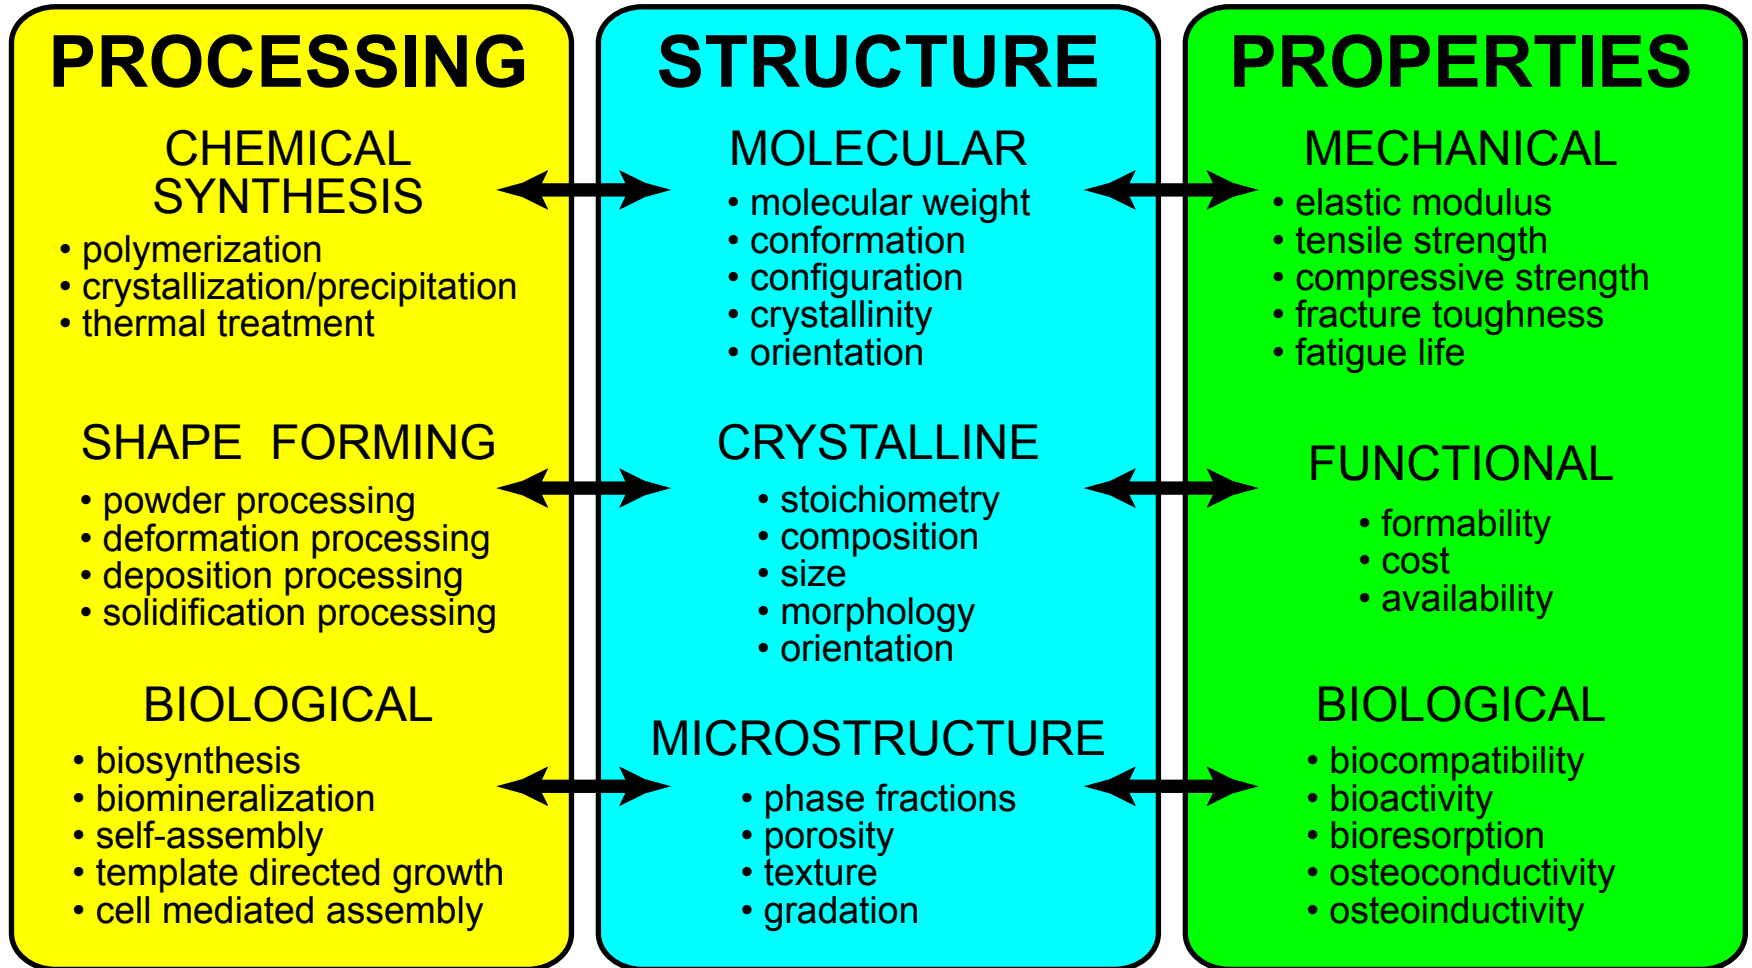 PROCESSING
CHEMICAL
SYNTHESIS
• polymerization
• crystallization/precipitation
• thermal treatment
SHAPE FORMING
• powder processing
• deformation processing
• deposition processing
• solidification processing
BIOLOGICAL
• biosynthesis
• biomineralization
• self-assembly
• template directed growth
• cell mediated assembly
STRUCTURE
MOLECULAR
• molecular weight
• conformation
• configuration
• crystallinity
• orientation
CRYSTALLINE
• stoichiometry
• composition
• size
• morphology
• orientation
MICROSTRUCTURE
• phase fractions
• porosity
• texture
• gradation
PROPERTIES
MECHANICAL
• elastic modulus
• tensile strength
• compressive strength
• fracture toughness
• fatigue life
FUNCTIONAL
• formability
• cost
• availability
BIOLOGICAL
• biocompatibility
• bioactivity
• bioresorption
• osteoconductivity
• osteoinductivity